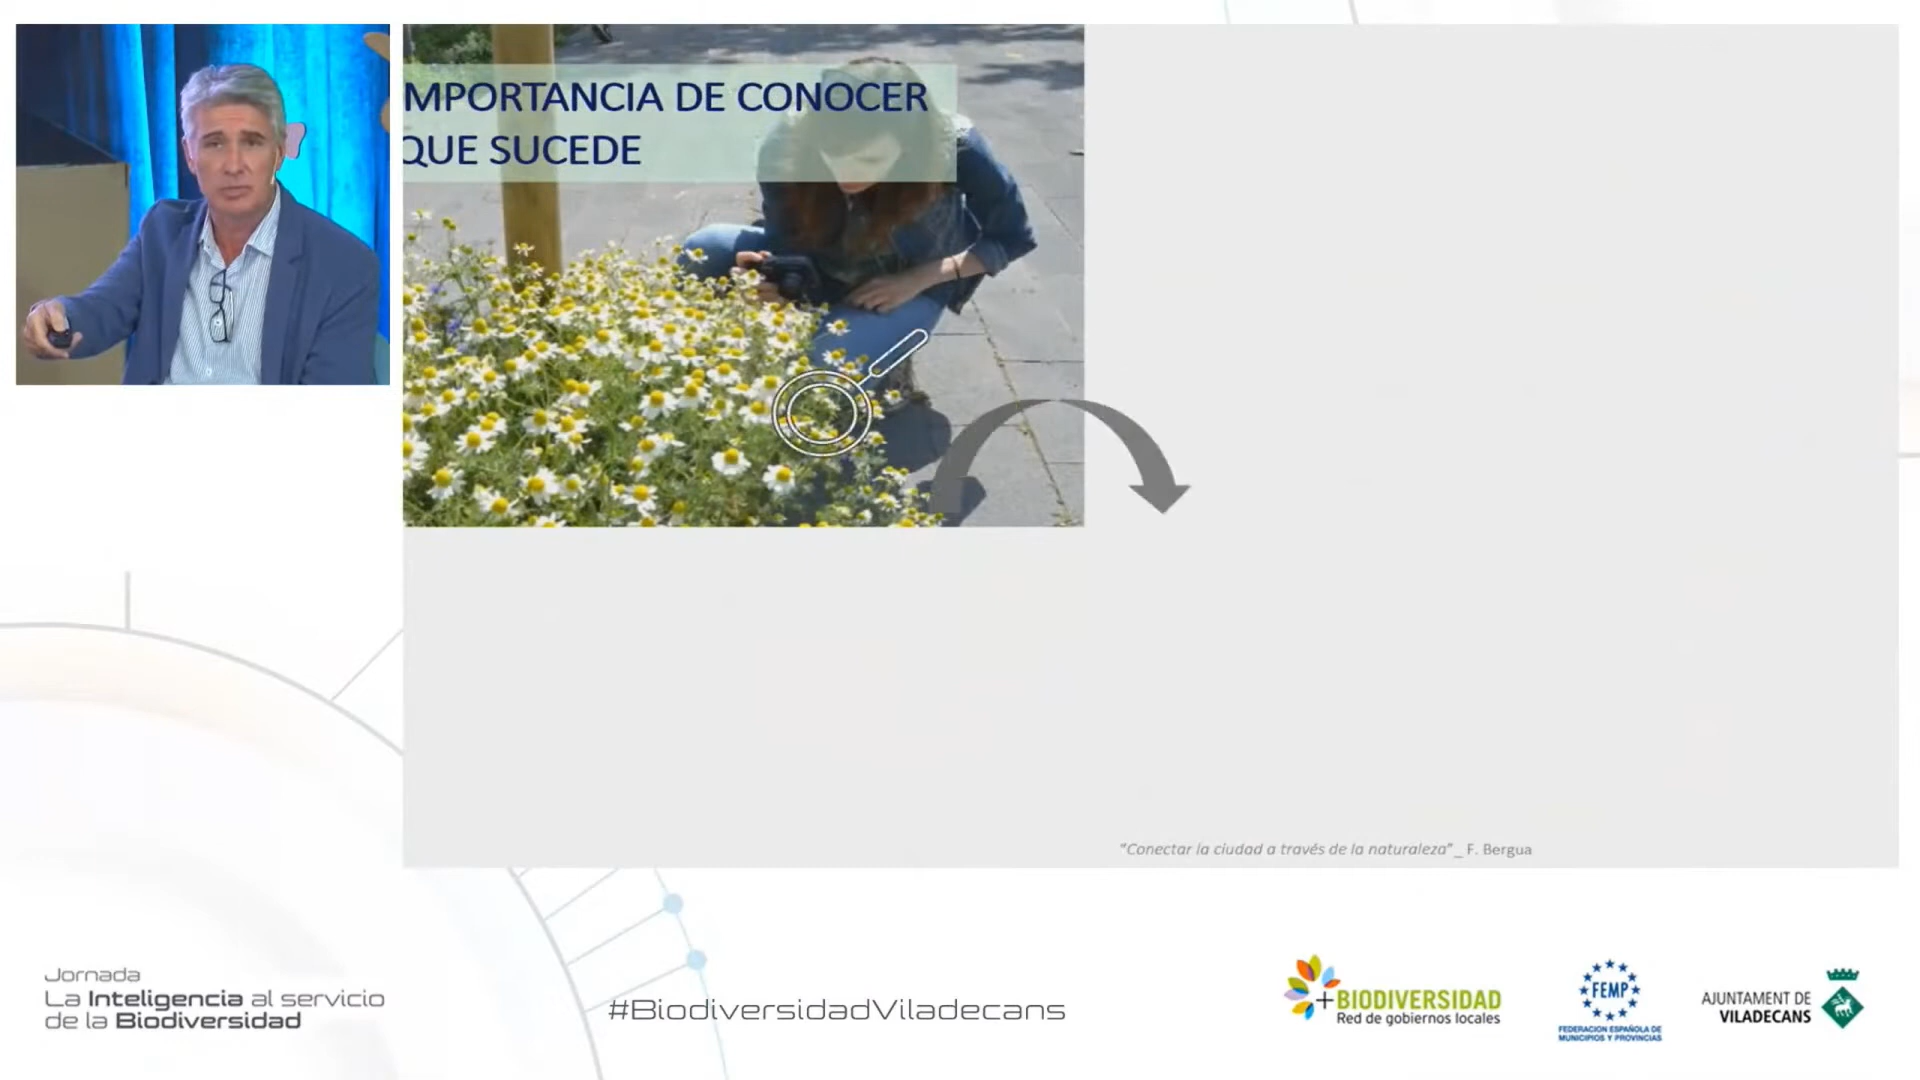 MPORTANCIA DE CONOCER
QUE SUCEDE
“Conectar la ciudad a través de la naturaleza”_ F. Bergua
Jornada
La Inteligencia al servicio
de la Biodiversidad
#BiodiversidadViladecans
+BIODIVERSIDAD
Red de gobiernos locales
FEMP
FEDERACION ESPAÑOLA DE
MUNICIPIOS Y PROVINCIAS
AJUNTAMENT DE
VILADECANS